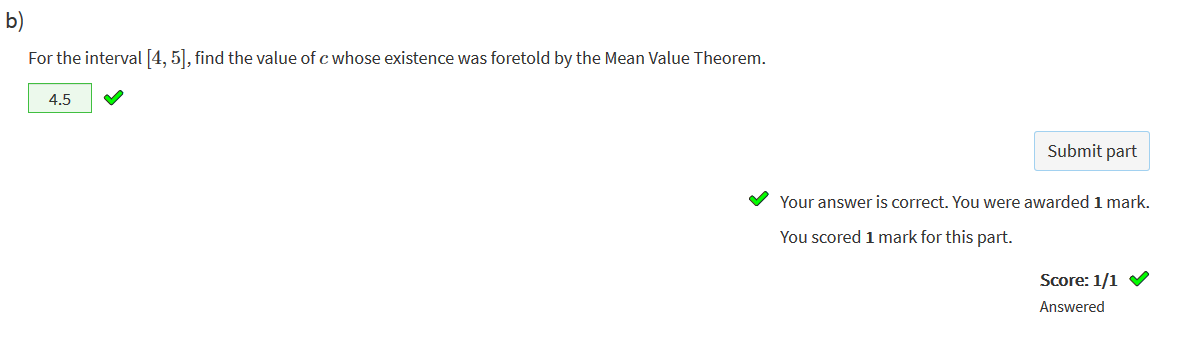 b)
For the interval [4, 5], find the value of c whose existence was foretold by the Mean Value Theorem.
4.5
Submit part
Your answer is correct. You were awarded 1 mark.
You scored 1 mark for this part.
Score: 1/1
Answered